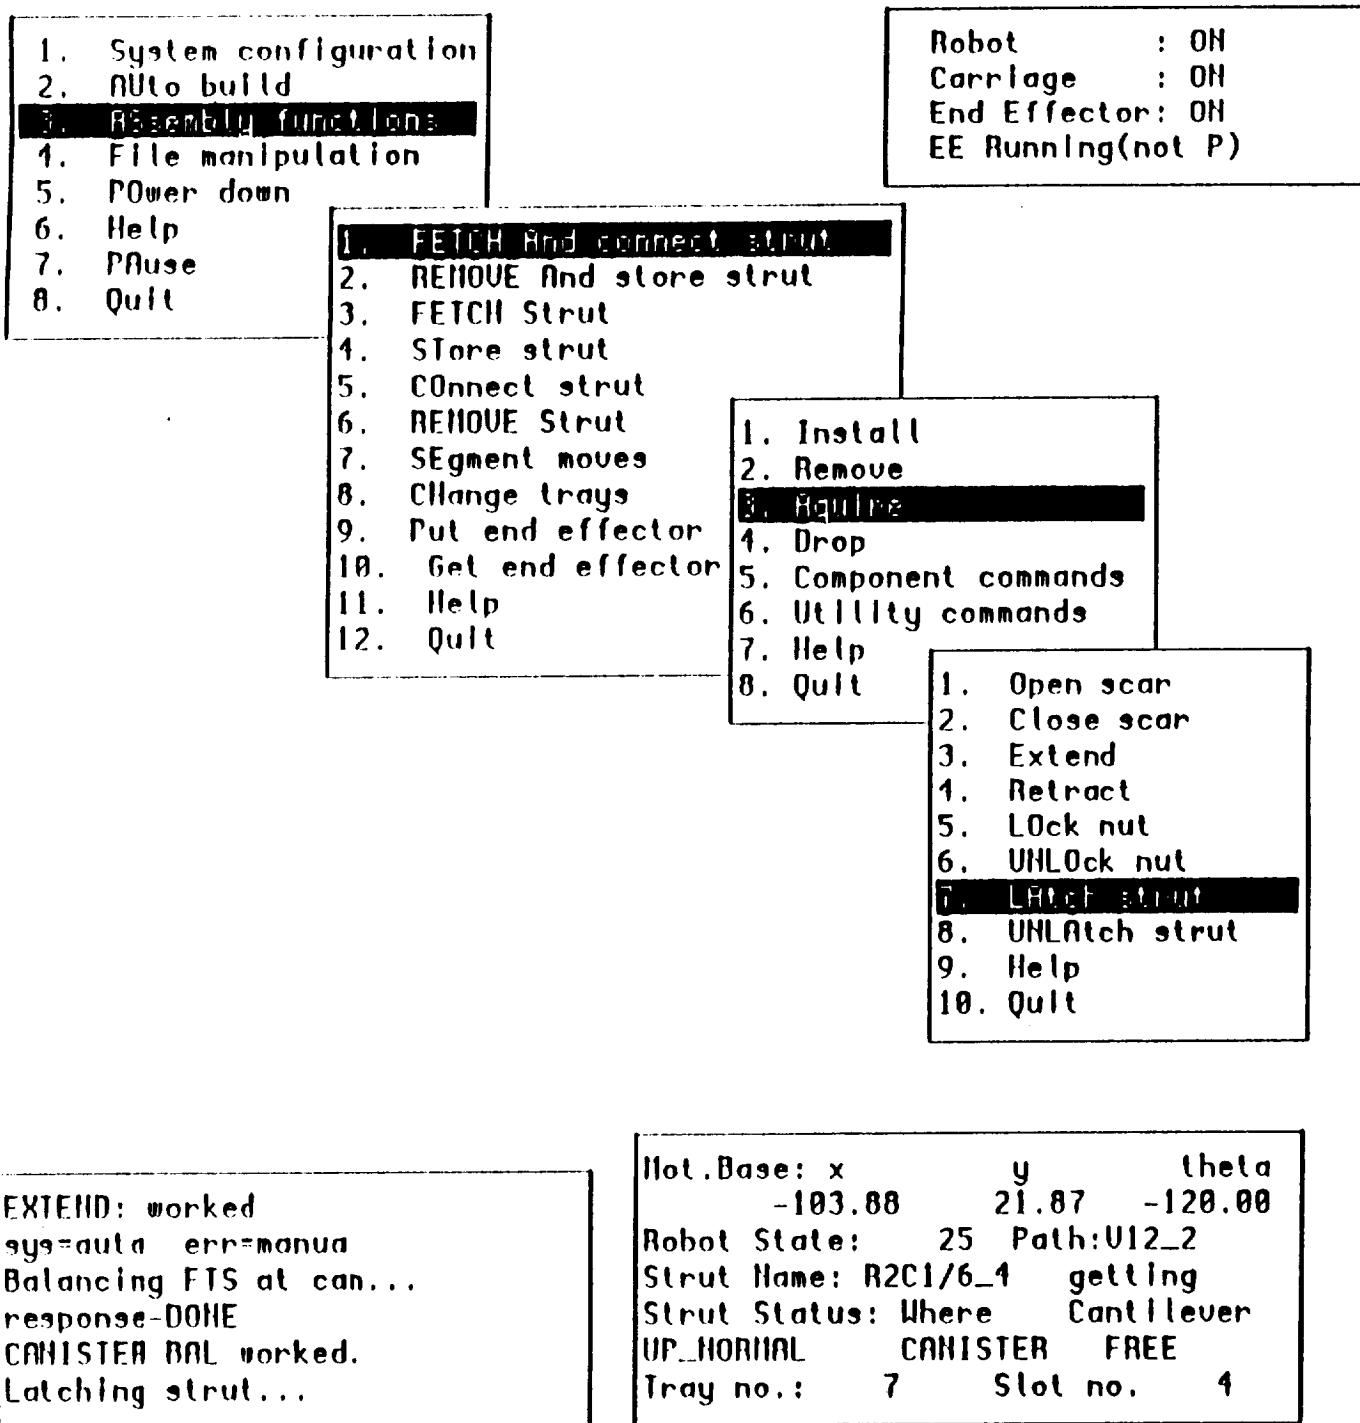 1. System configuration
2. AUto build
3. ASsembly functions
4. File manipulation
5. POwer down
6. Help
7. PAuse
8. Quit
Robot : ON
Carriage : ON
End Effector: ON
EE Running(not P)
1. FETCH And connect strut
2. REMOVE And store strut
3. FETCH Strut
4. STore strut
5. COnnect strut
6. REMOVE Strut
7. SEgment moves
8. CHange trays
9. Put end effector
10. Get end effector
11. Help
12. Quit
1. Install
2. Remove
3. Aquire
4. Drop
5. Component commands
6. Utility commands
7. Help
8. Quit
1. Open scar
2. Close scar
3. Extend
4. Retract
5. LOck nut
6. UNLOck nut
7. LAtch strut
8. UNLAtch strut
9. Help
10. Quit
EXTEND: worked
sys=auta err=manua
Balancing FTS at can...
response-DONE
CANISTER BAL worked.
Latching strut...
Mot.Base: x y theta
-103.88 21.87 -120.00
Robot State: 25 Path:V12_2
Strut Name: R2C1/6_4 getting
Strut Status: Where Cantilever
UP_NORMAL CANISTER FREE
Tray no.: 7 Slot no. 4